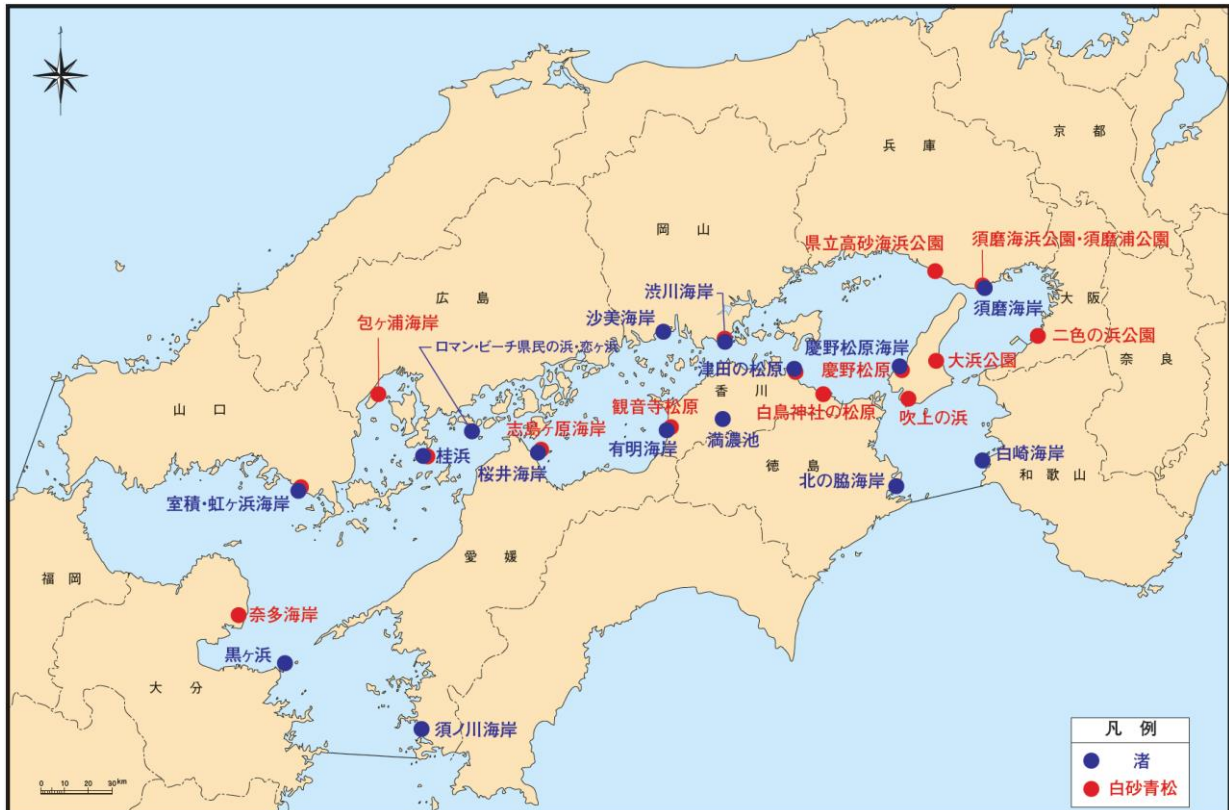 京　都
兵　庫
岡　山
県立高砂海浜公園
須磨海浜公園・須磨浦公園
広　島
渋川海岸
大　阪
須磨海岸
包ヶ浦海岸
沙美海岸
ロマン・ビーチ県民の浜・恋ヶ浜
慶野松原海岸
二色の浜公園
津田の松原
慶野松原
大浜公園
奈　良
香　川
山　口
観音寺松原
白鳥神社の松原
吹上の浜
志島ヶ原海岸
有明海岸
満濃池
桂浜
桜井海岸
白崎海岸
徳　島
和歌山
北の脇海岸
室積・虹ヶ浜海岸
愛　媛
福　岡
奈多海岸
黒ヶ浜
大　分
須ノ川海岸
凡　例
渚
白砂青松
0 10 20 30km